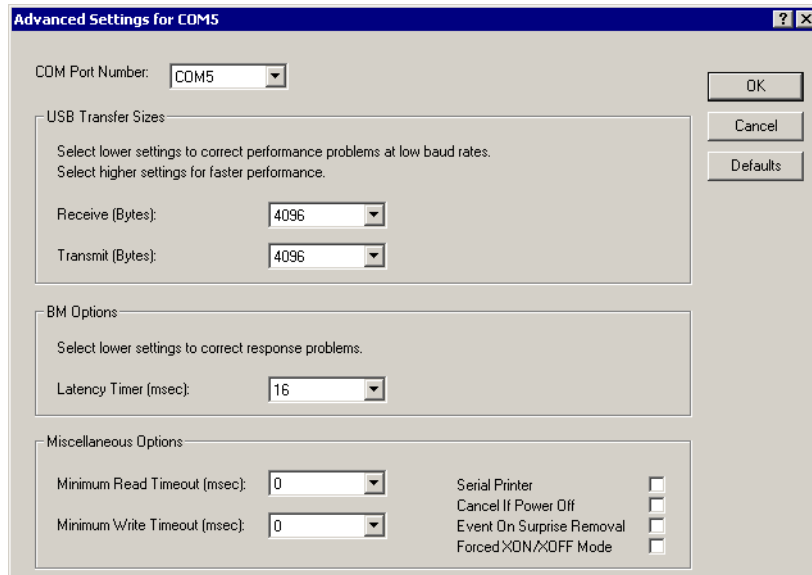 Advanced Settings for COM5
COM Port Number: COM5
OK
Cancel
Defaults
USB Transfer Sizes
Select lower settings to correct performance problems at low baud rates.
Select higher settings for faster performance.
Receive (Bytes): 4096
Transmit (Bytes): 4096
BM Options
Select lower settings to correct response problems.
Latency Timer (msec): 16
Miscellaneous Options
Minimum Read Timeout (msec): 0
Minimum Write Timeout (msec): 0
Serial Printer
Cancel If Power Off
Event On Surprise Removal
Forced XON/XOFF Mode